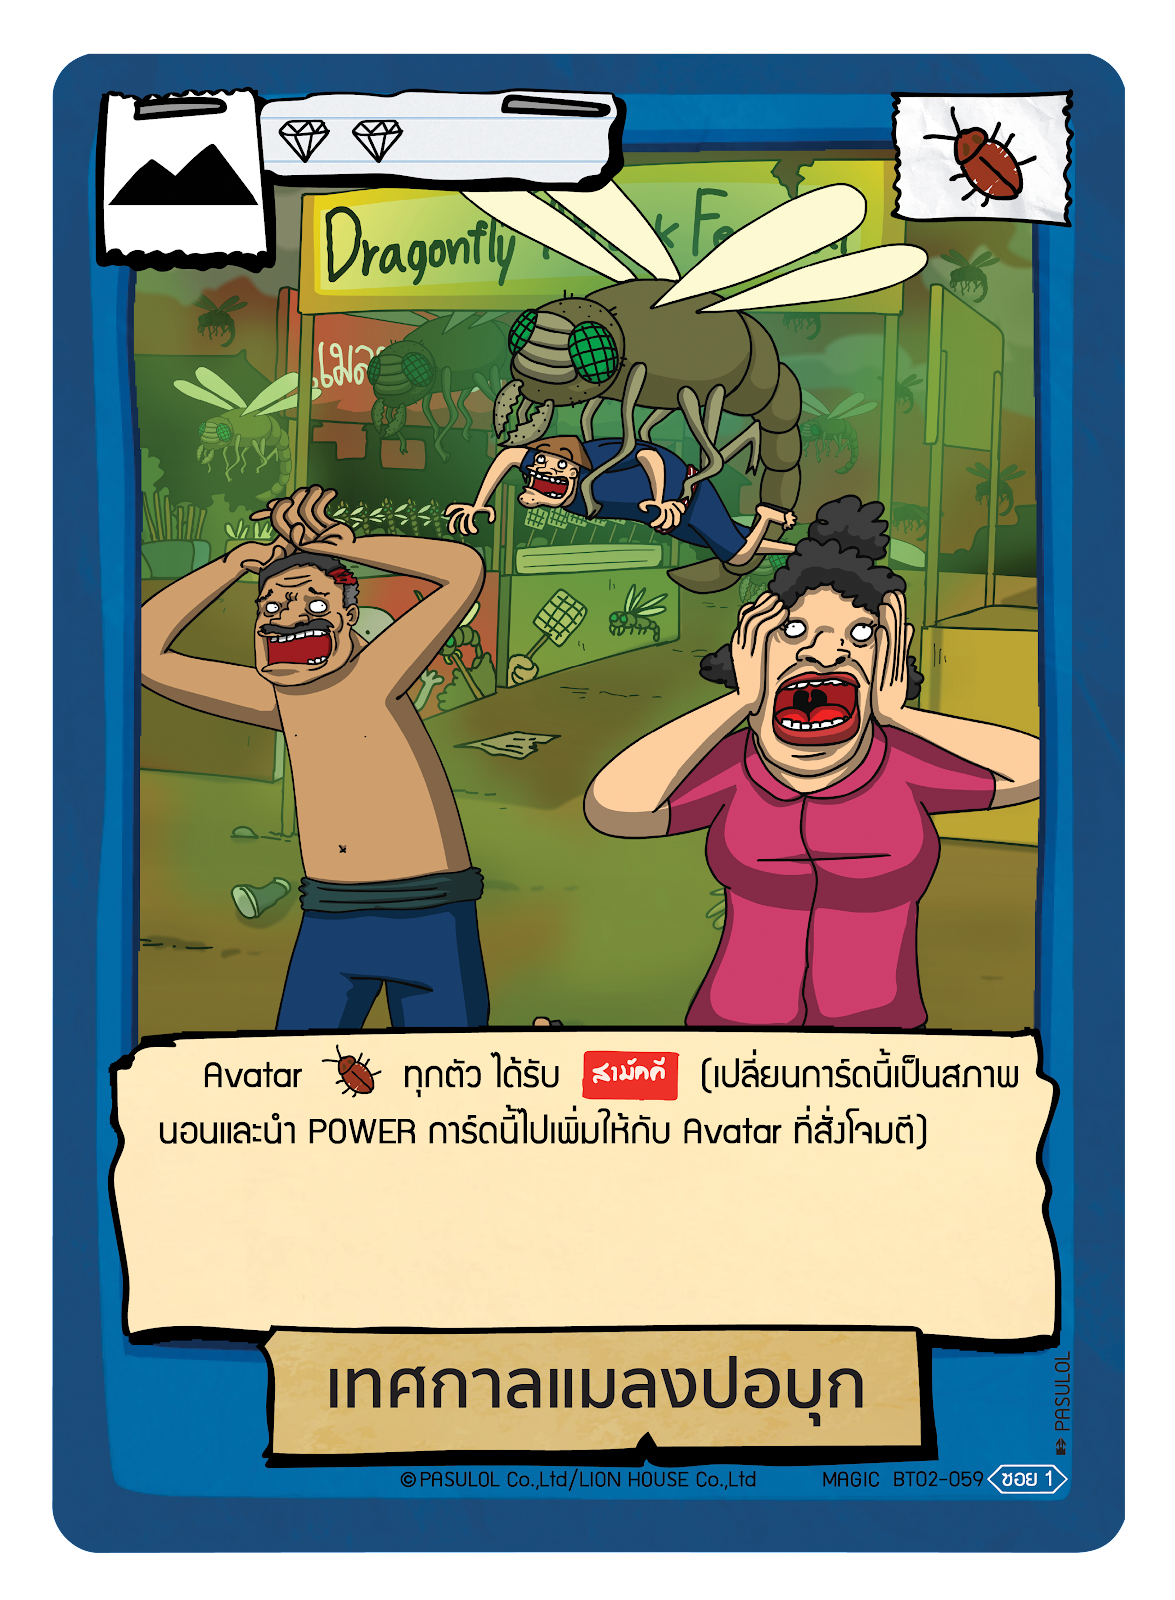 Dragonfly
แมล
Avatar ทุกตัว ได้รับ สามัคคี (เปลี่ยนการ์ดนี้เป็นสภาพ
นอนและนำ POWER การ์ดนี้ไปเพิ่มให้กับ Avatar ที่สั่งโจมตี)
เทศกาลแมลงปอบุก
PASULOL
©PASULOL Co.,Ltd/LION HOUSE Co.,Ltd MAGIC BT02-059 ซอย 1